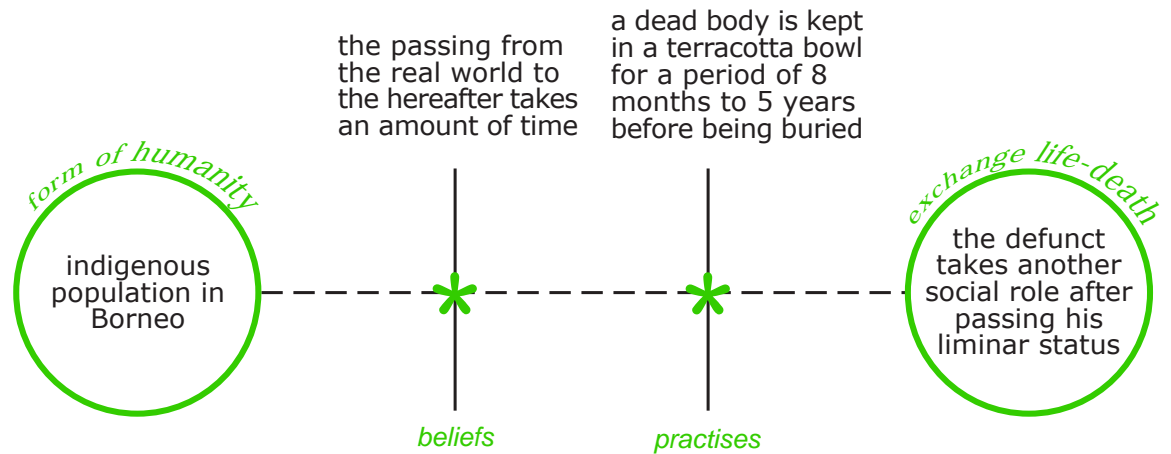 form of humanity
indigenous
population in
Borneo
the passing from
the real world to
the hereafter takes
an amount of time
beliefs
a dead body is kept
in a terracotta bowl
for a period of 8
months to 5 years
before being buried
practises
exchange life-death
the defunct
takes another
social role after
passing his
liminar status